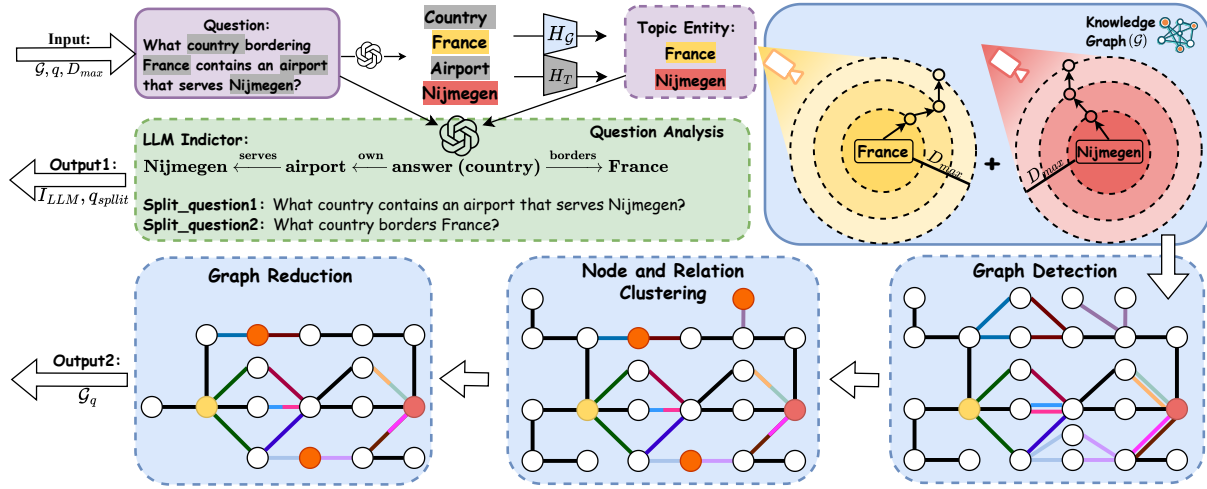 Input:
𝒢, q, D_max
Question:
What country bordering
France contains an airport
that serves Nijmegen?
Country
France
Airport
Nijmegen
H_𝒢
H_T
Topic Entity:
France
Nijmegen
Knowledge
Graph (𝒢)
France
D_max
+
Nijmegen
D_max
LLM Indictor:
Question Analysis
Nijmegen ←serves airport ←own answer (country) borders→ France
Split_question1: What country contains an airport that serves Nijmegen?
Split_question2: What country borders France?
Output1:
I_LLM, q_spllit
Graph Reduction
Node and Relation
Clustering
Graph Detection
Output2:
𝒢_q